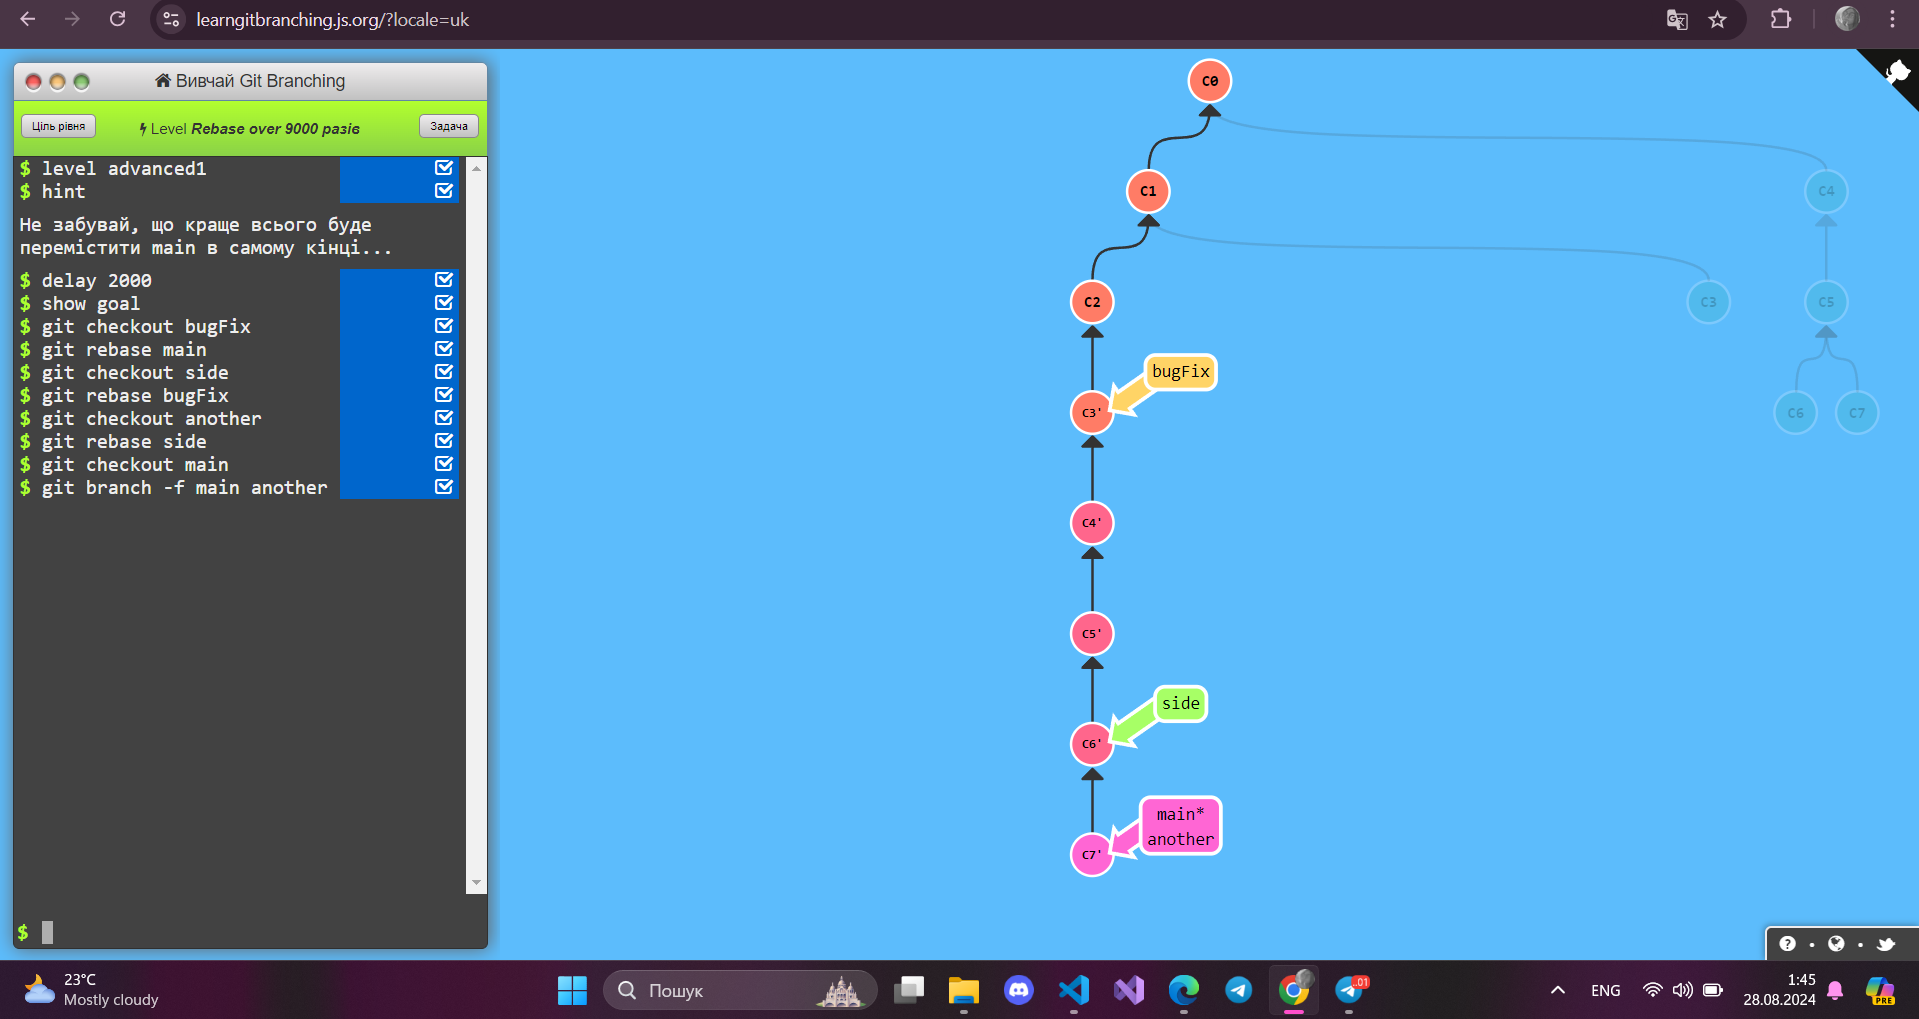 learngitbranching.js.org/?locale=uk
Вивчай Git Branching
Ціль рівня
Level Rebase over 9000 разів
Задача
$ level advanced1
$ hint
Не забувай, що краще всього буде
перемістити main в самому кінці...
$ delay 2000
$ show goal
$ git checkout bugFix
$ git rebase main
$ git checkout side
$ git rebase bugFix
$ git checkout another
$ git rebase side
$ git checkout main
$ git branch -f main another
$
C0
C1
C4
C2
C3
C5
bugFix
C3'
C6
C7
C4'
C5'
side
C6'
main*
another
C7'
23°C
Mostly cloudy
Пошук
..01
ENG
1:45
28.08.2024
PRE